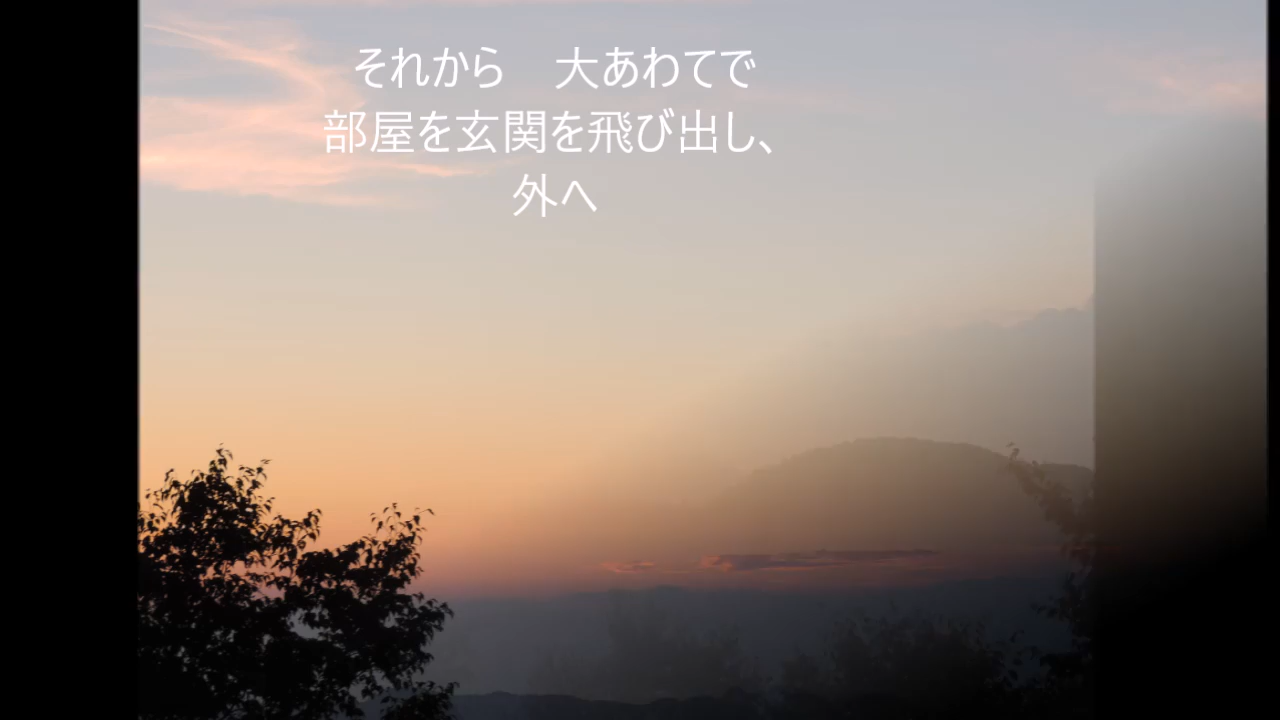 それから　大あわてで
部屋を玄関を飛び出し、
外へ